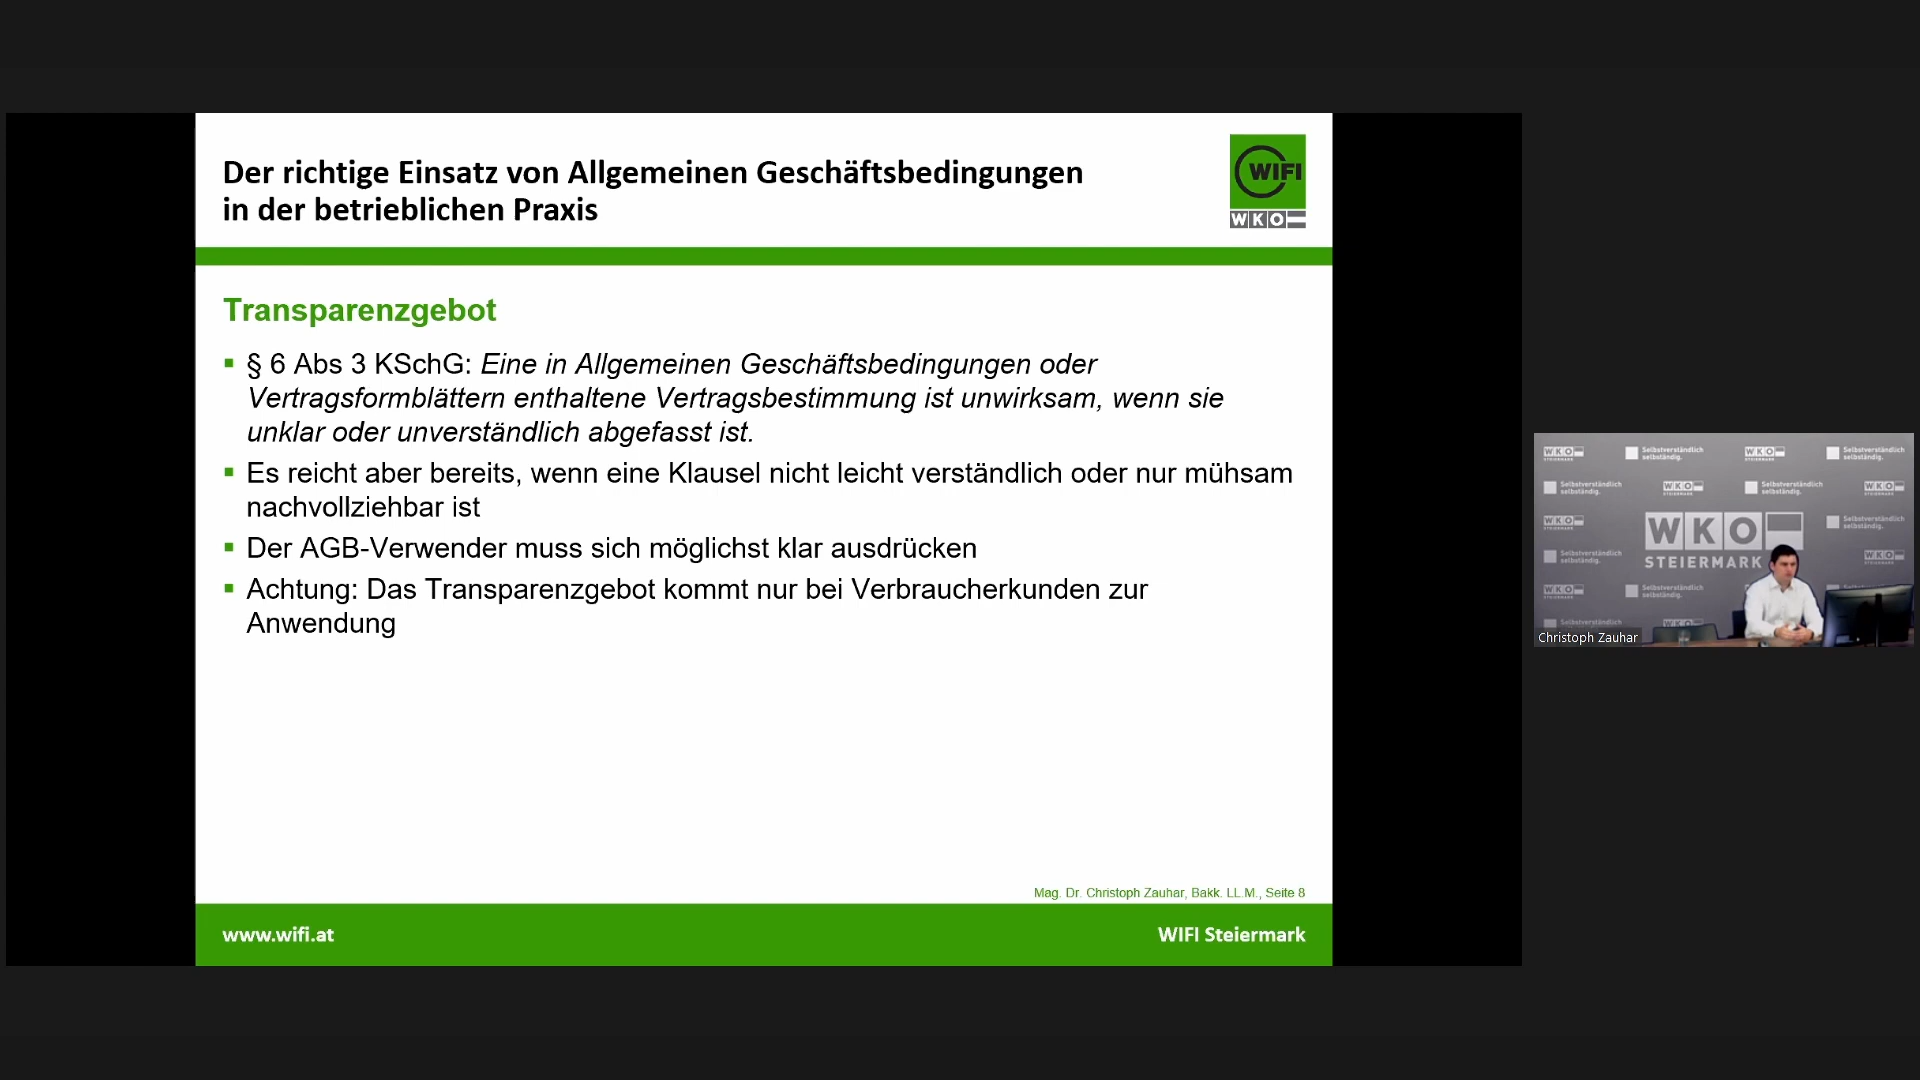 Der richtige Einsatz von Allgemeinen Geschäftsbedingungen
in der betrieblichen Praxis
WIFI
WKO
Transparenzgebot
§ 6 Abs 3 KSchG: Eine in Allgemeinen Geschäftsbedingungen oder
Vertragsformblättern enthaltene Vertragsbestimmung ist unwirksam, wenn sie
unklar oder unverständlich abgefasst ist.
Es reicht aber bereits, wenn eine Klausel nicht leicht verständlich oder nur mühsam
nachvollziehbar ist
Der AGB-Verwender muss sich möglichst klar ausdrücken
Achtung: Das Transparenzgebot kommt nur bei Verbraucherkunden zur
Anwendung
Mag. Dr. Christoph Zauhar, Bakk. LL.M., Seite 8
www.wifi.at
WIFI Steiermark
WKO
STEIERMARK
Selbstverständlich
selbständig.
Christoph Zauhar